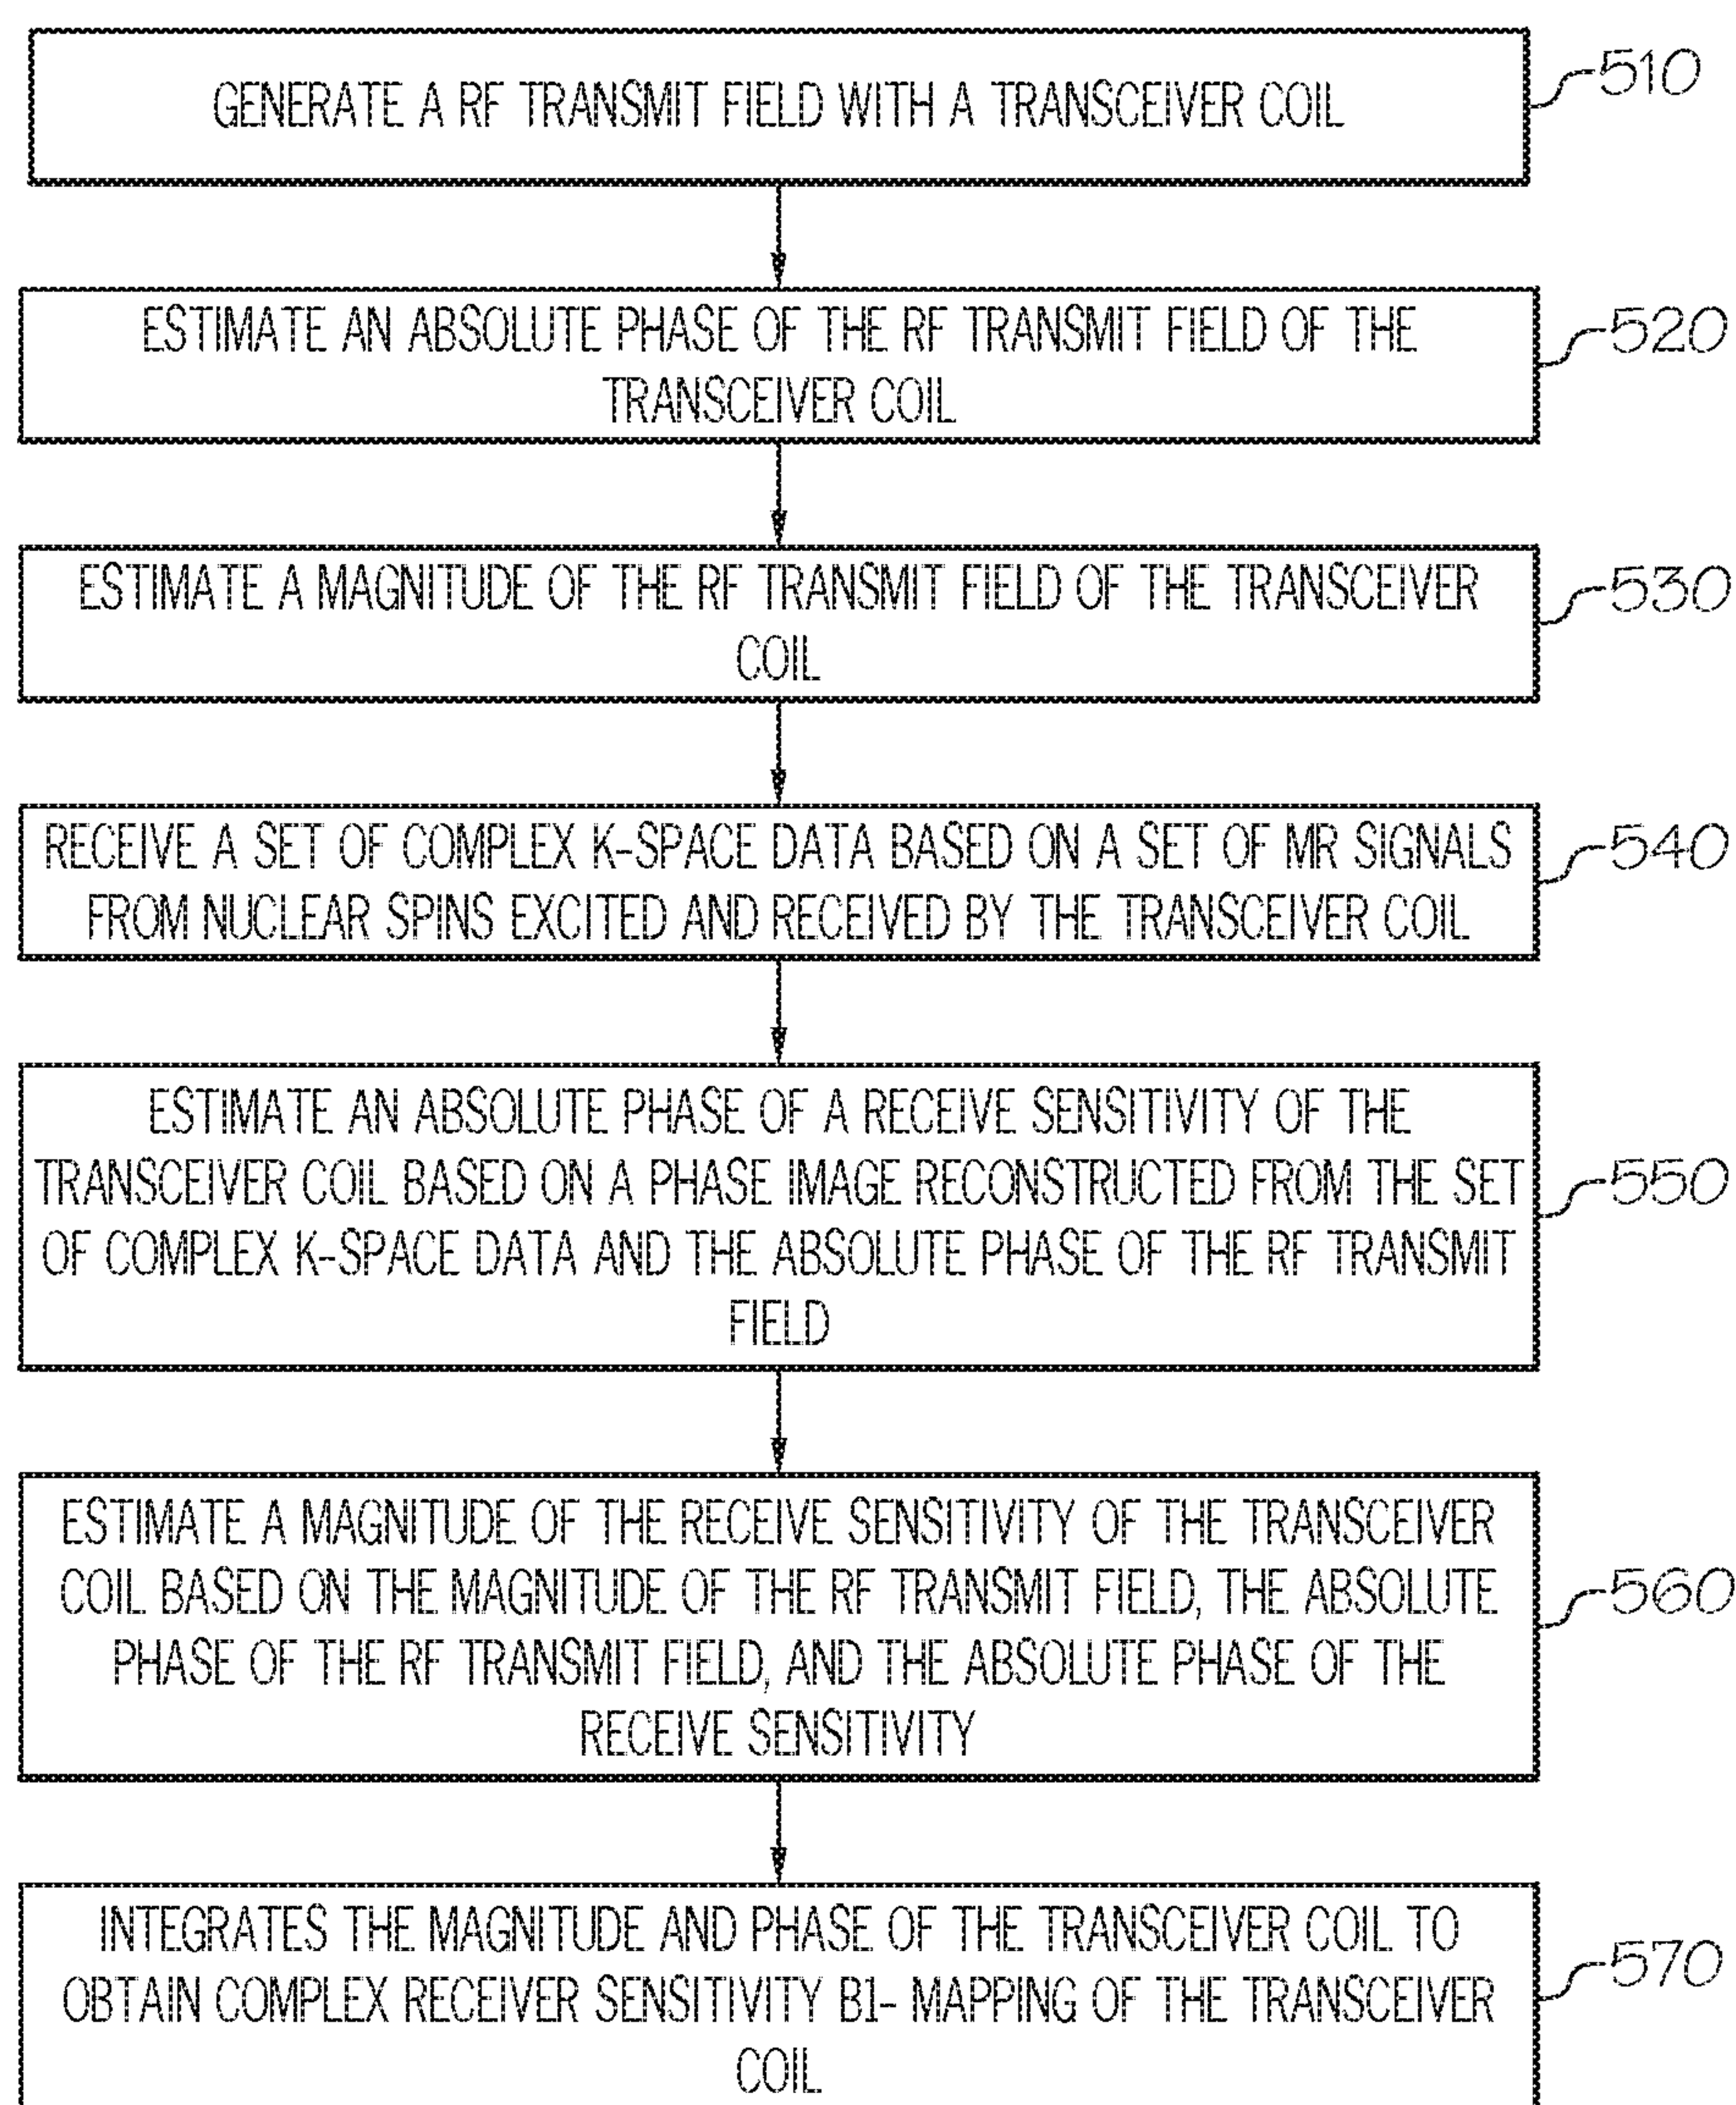 GENERATE A RF TRANSMIT FIELD WITH A TRANSCEIVER COIL
510
ESTIMATE AN ABSOLUTE PHASE OF THE RF TRANSMIT FIELD OF THE
TRANSCEIVER COIL
520
ESTIMATE A MAGNITUDE OF THE RF TRANSMIT FIELD OF THE TRANSCEIVER
COIL
530
RECEIVE A SET OF COMPLEX K-SPACE DATA BASED ON A SET OF MR SIGNALS
FROM NUCLEAR SPINS EXCITED AND RECEIVED BY THE TRANSCEIVER COIL
540
ESTIMATE AN ABSOLUTE PHASE OF A RECEIVE SENSITIVITY OF THE
TRANSCEIVER COIL BASED ON A PHASE IMAGE RECONSTRUCTED FROM THE SET
OF COMPLEX K-SPACE DATA AND THE ABSOLUTE PHASE OF THE RF TRANSMIT
FIELD
550
ESTIMATE A MAGNITUDE OF THE RECEIVE SENSITIVITY OF THE TRANSCEIVER
COIL BASED ON THE MAGNITUDE OF THE RF TRANSMIT FIELD, THE ABSOLUTE
PHASE OF THE RF TRANSMIT FIELD, AND THE ABSOLUTE PHASE OF THE
RECEIVE SENSITIVITY
560
INTEGRATES THE MAGNITUDE AND PHASE OF THE TRANSCEIVER COIL TO
OBTAIN COMPLEX RECEIVER SENSITIVITY B1- MAPPING OF THE TRANSCEIVER
COIL
570